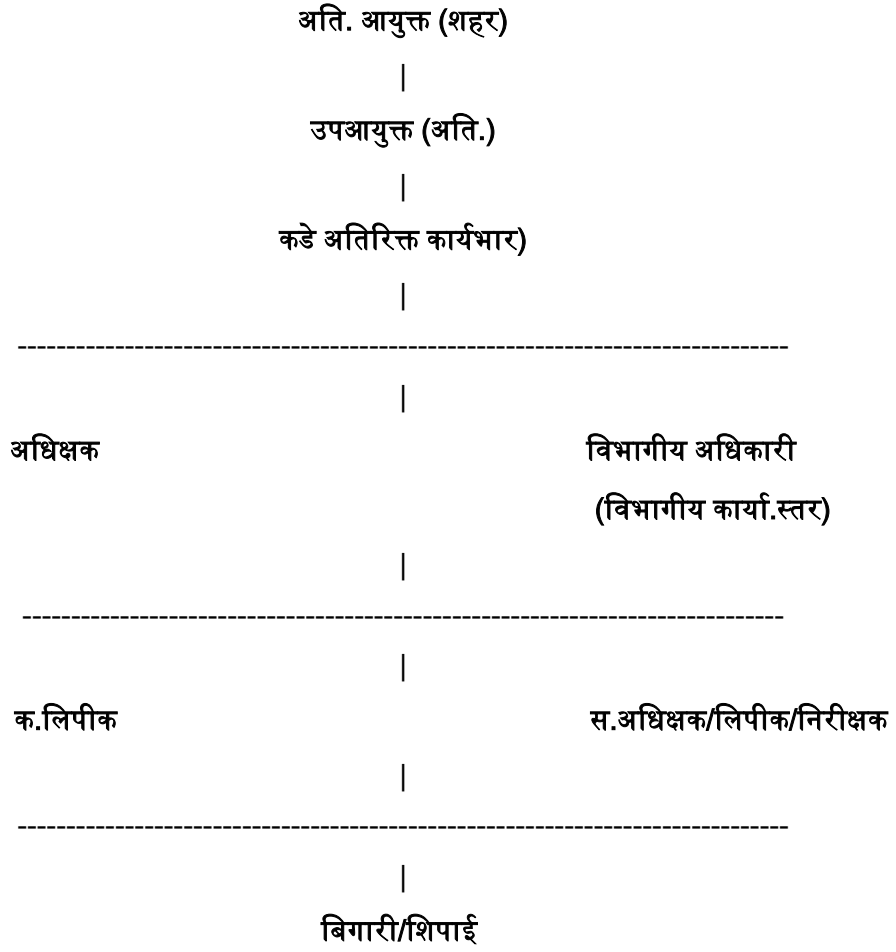 अति. आयुक्त (शहर)
|
उपआयुक्त (अति.)
|
कडे अतिरिक्त कार्यभार)
|
-------------------------------------------------------------------------------
|
अधिक्षक विभागीय अधिकारी
(विभागीय कार्या.स्तर)
|
------------------------------------------------------------------------------
|
क.लिपीक स.अधिक्षक/लिपीक/निरीक्षक
|
-------------------------------------------------------------------------------
|
बिगारी/शिपाई